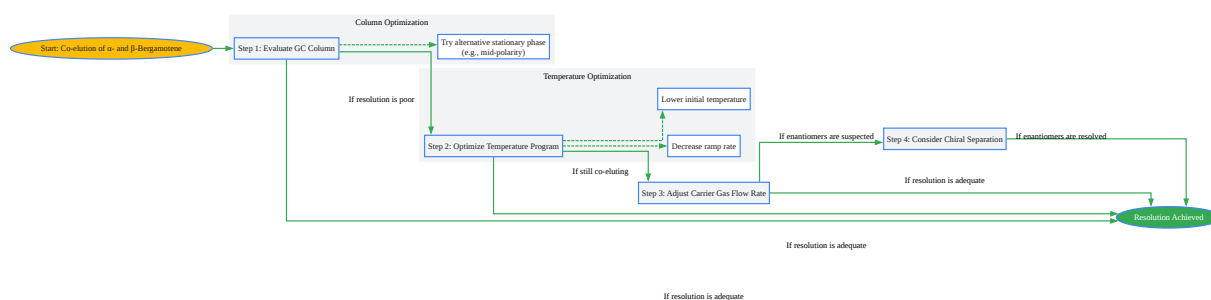 Column Optimization
Start: Co-elution of α- and β-Bergamotene
Step 1: Evaluate GC Column
Try alternative stationary phase
(e.g., mid-polarity)
Temperature Optimization
If resolution is poor
Lower initial temperature
Step 2: Optimize Temperature Program
Decrease ramp rate
If enantiomers are suspected
Step 4: Consider Chiral Separation
If enantiomers are resolved
If still co-eluting
Step 3: Adjust Carrier Gas Flow Rate
If resolution is adequate
Resolution Achieved
If resolution is adequate
If resolution is adequate